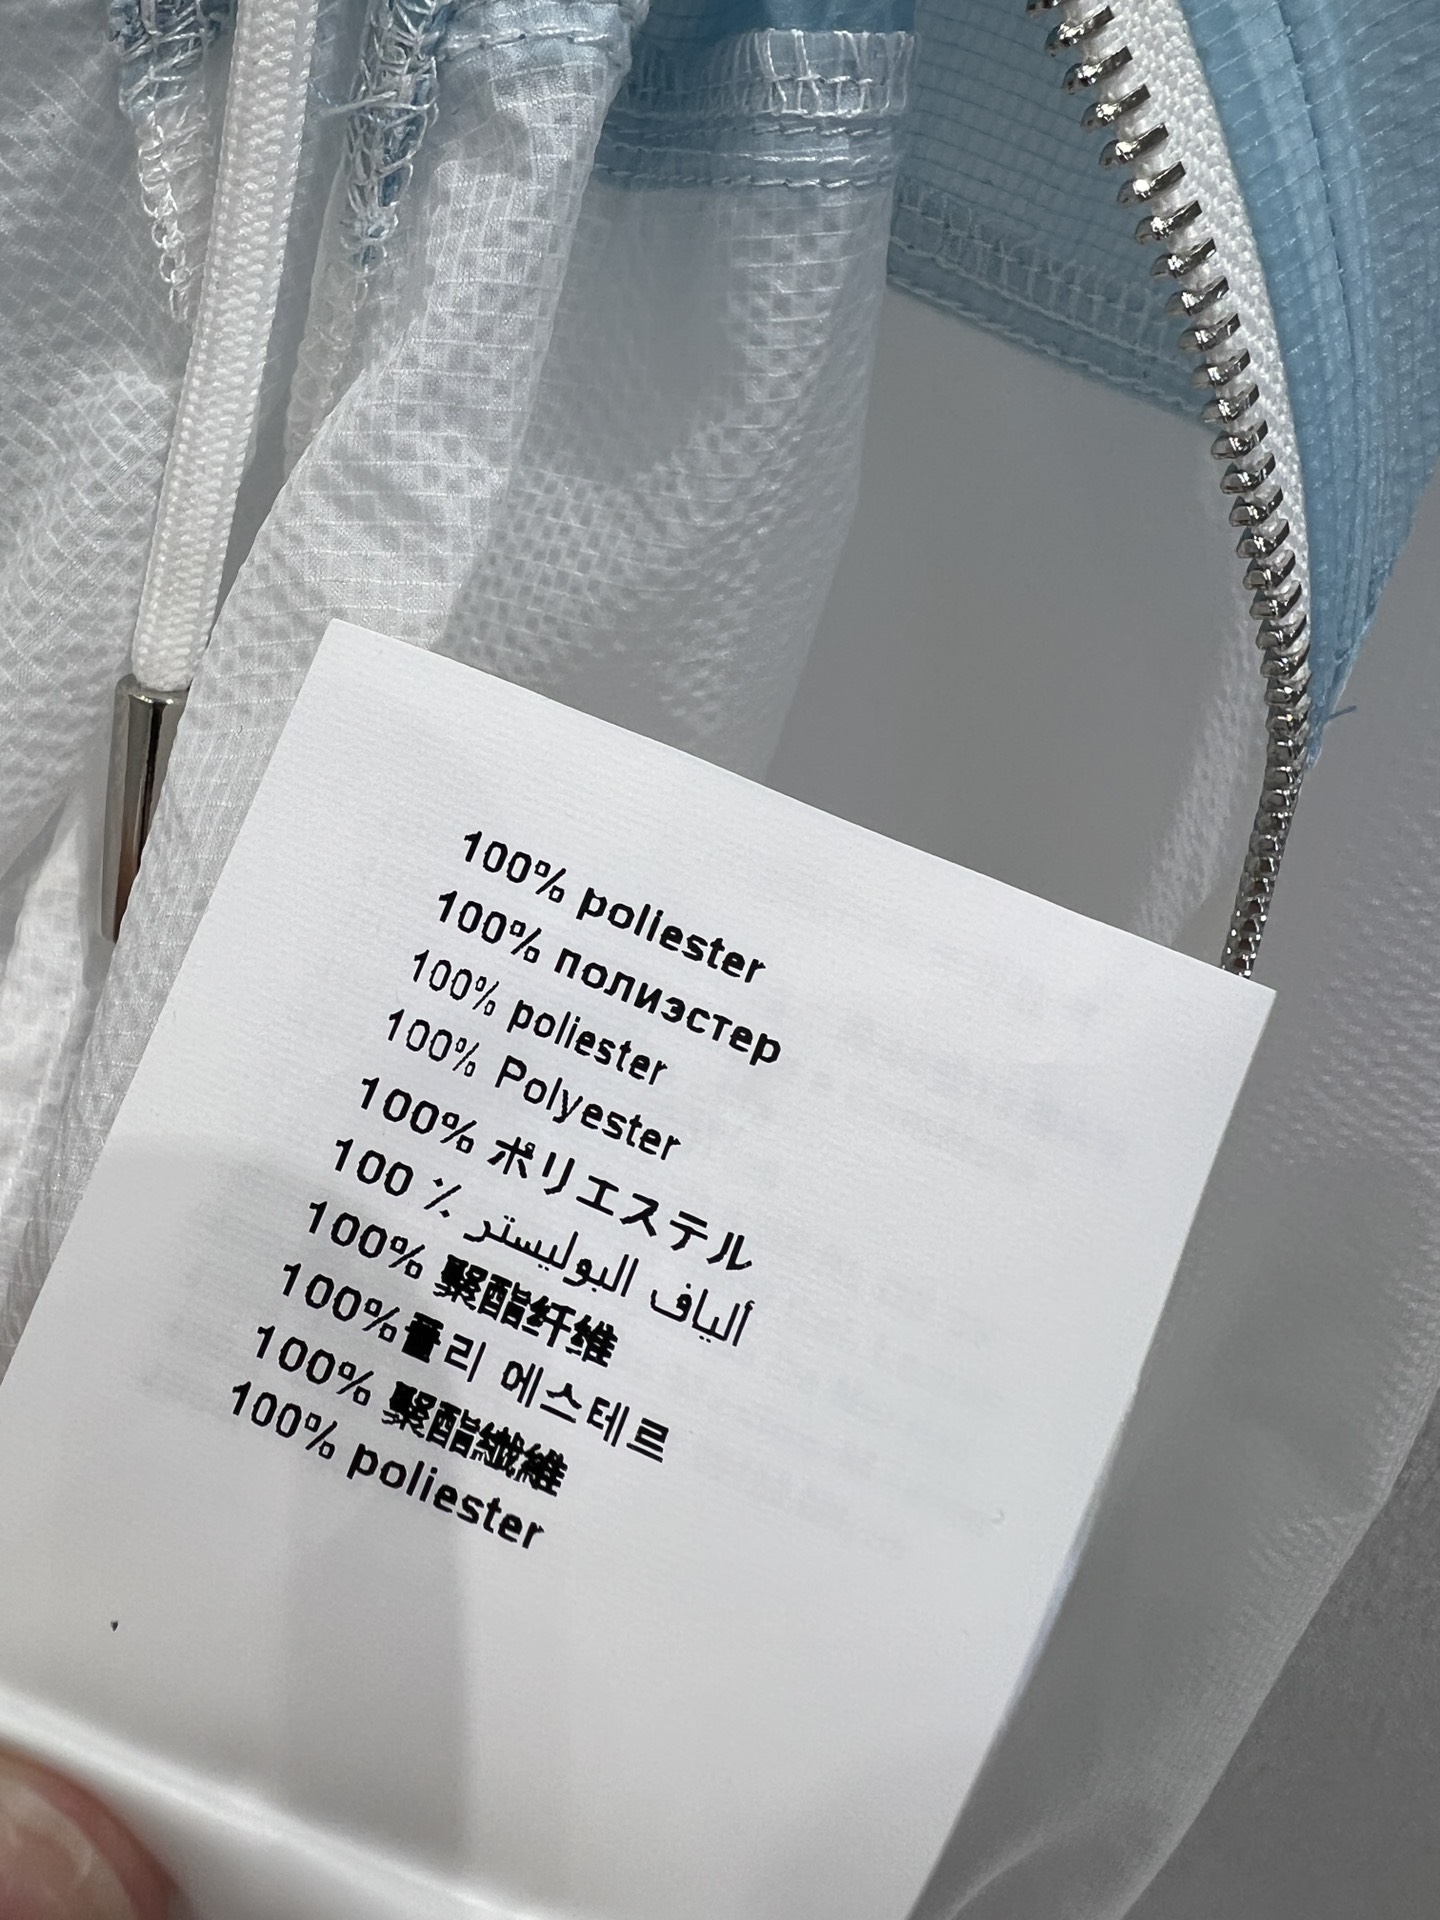 100% poliester
100% полиэстер
100% poliester
100% Polyester
100% ポリエステル
100 ٪ ألياف البوليستر
100% 聚酯纤维
100%폴리 에스테르
100% 聚酯纖維
100% poliester